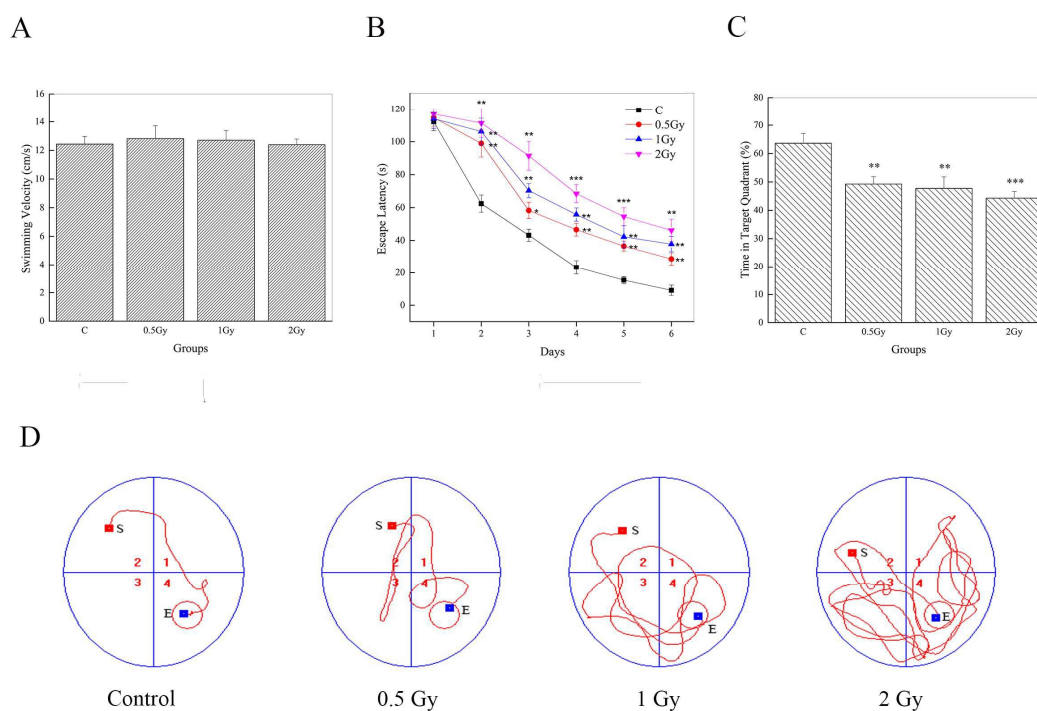 A
B
C
16
14
12
10
8
6
4
2
0
Swimming Velocity (cm/s)
C 0.5Gy 1Gy 2Gy
Groups
120
100
80
60
40
20
0
Escape Latency (s)
C
0.5Gy
1Gy
2Gy
** ** ***
** ** *** **
** ** ** **
* ** ** **
1 2 3 4 5 6
Days
80
70
60
50
40
30
20
10
0
Time in Target Quadrant (%)
** ** ***
C 0.5Gy 1Gy 2Gy
Groups
D
S
2 1
3 4
E
Control
S
2 1
3 4
E
0.5 Gy
S
2 1
3 4
E
1 Gy
S
2 1
3 4
E
2 Gy